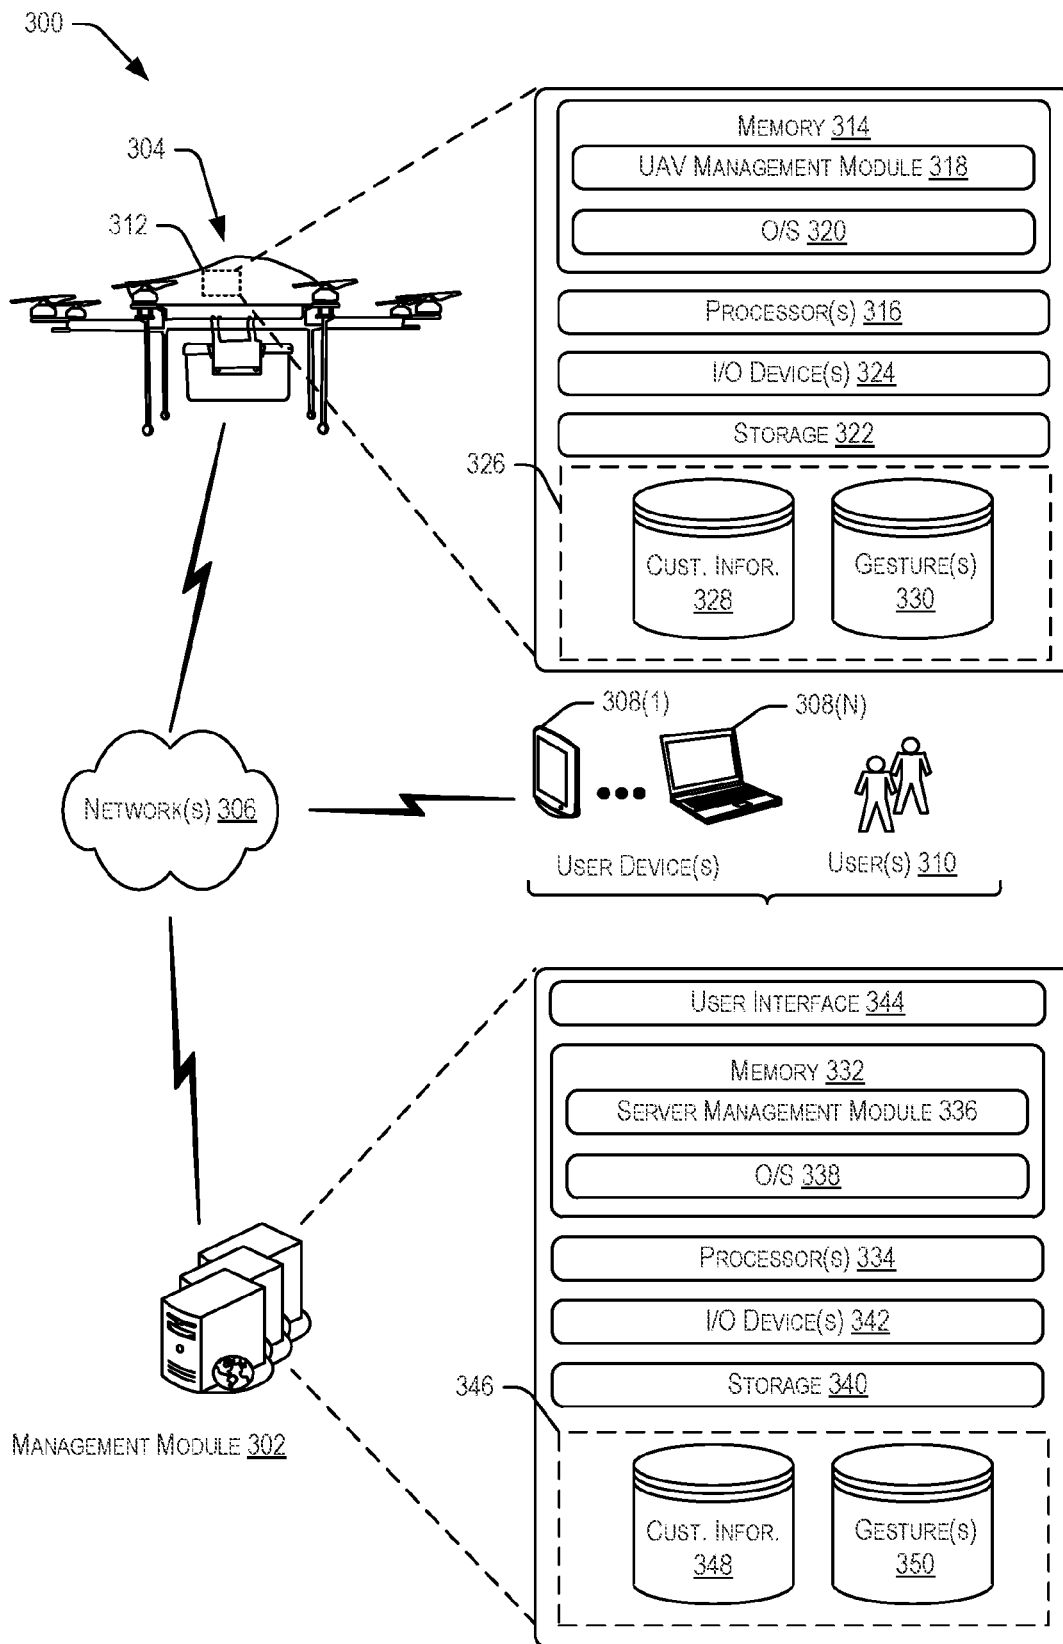 300
304
312
MEMORY 314
UAV MANAGEMENT MODULE 318
O/S 320
PROCESSOR(S) 316
I/O DEVICE(S) 324
STORAGE 322
326
CUST. INFOR.
328
GESTURE(S)
330
308(1)
308(N)
NETWORK(S) 306
USER DEVICE(S)
USER(S) 310
USER INTERFACE 344
MEMORY 332
SERVER MANAGEMENT MODULE 336
O/S 338
PROCESSOR(S) 334
I/O DEVICE(S) 342
STORAGE 340
346
MANAGEMENT MODULE 302
CUST. INFOR.
348
GESTURE(S)
350